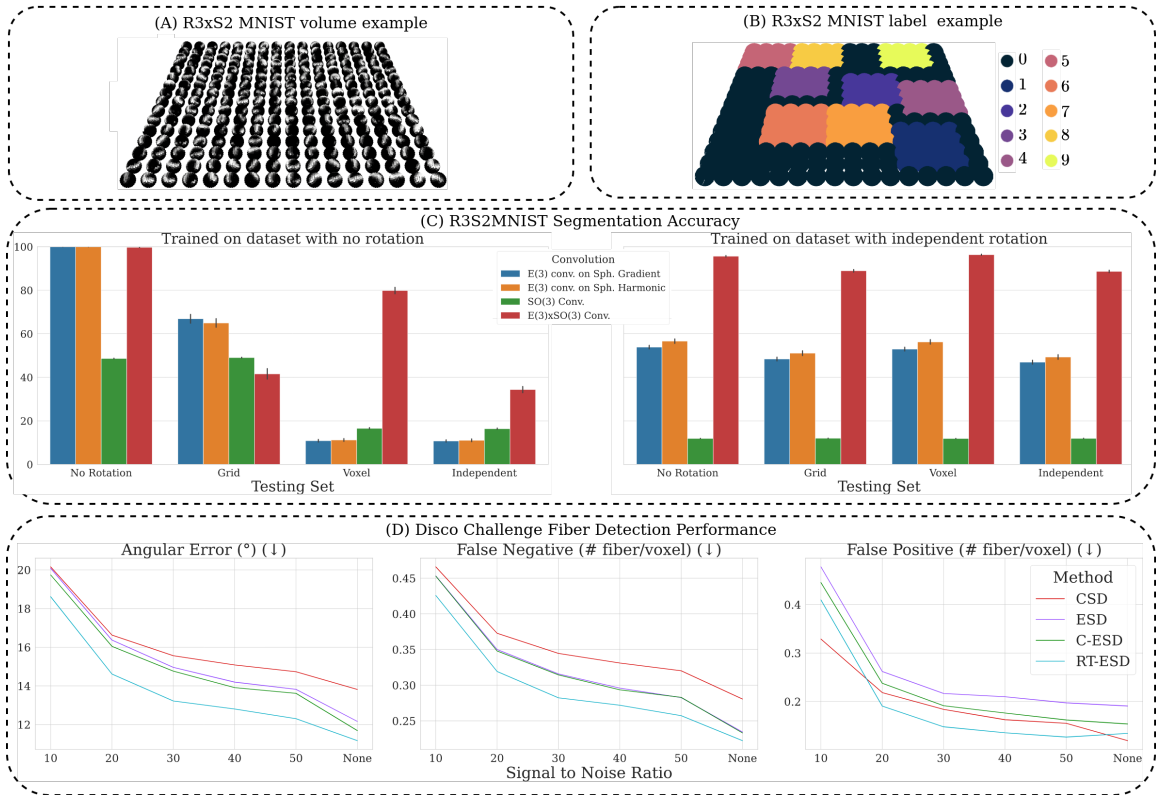 (A) R3xS2 MNIST volume example
(B) R3xS2 MNIST label example
0
1
2
3
4
5
6
7
8
9
(C) R3S2MNIST Segmentation Accuracy
Trained on dataset with no rotation
100
80
60
40
20
0
No Rotation Grid Voxel Independent
Testing Set
Convolution
E(3) conv. on Sph. Gradient
E(3) conv. on Sph. Harmonic
SO(3) Conv.
E(3)xSO(3) Conv.
Trained on dataset with independent rotation
No Rotation Grid Voxel Independent
Testing Set
(D) Disco Challenge Fiber Detection Performance
Angular Error (°) (↓)
20
18
16
14
12
10 20 30 40 50 None
False Negative (# fiber/voxel) (↓)
0.45
0.40
0.35
0.30
0.25
10 20 30 40 50 None
False Positive (# fiber/voxel) (↓)
0.4
0.3
0.2
10 20 30 40 50 None
Method
CSD
ESD
C-ESD
RT-ESD
Signal to Noise Ratio